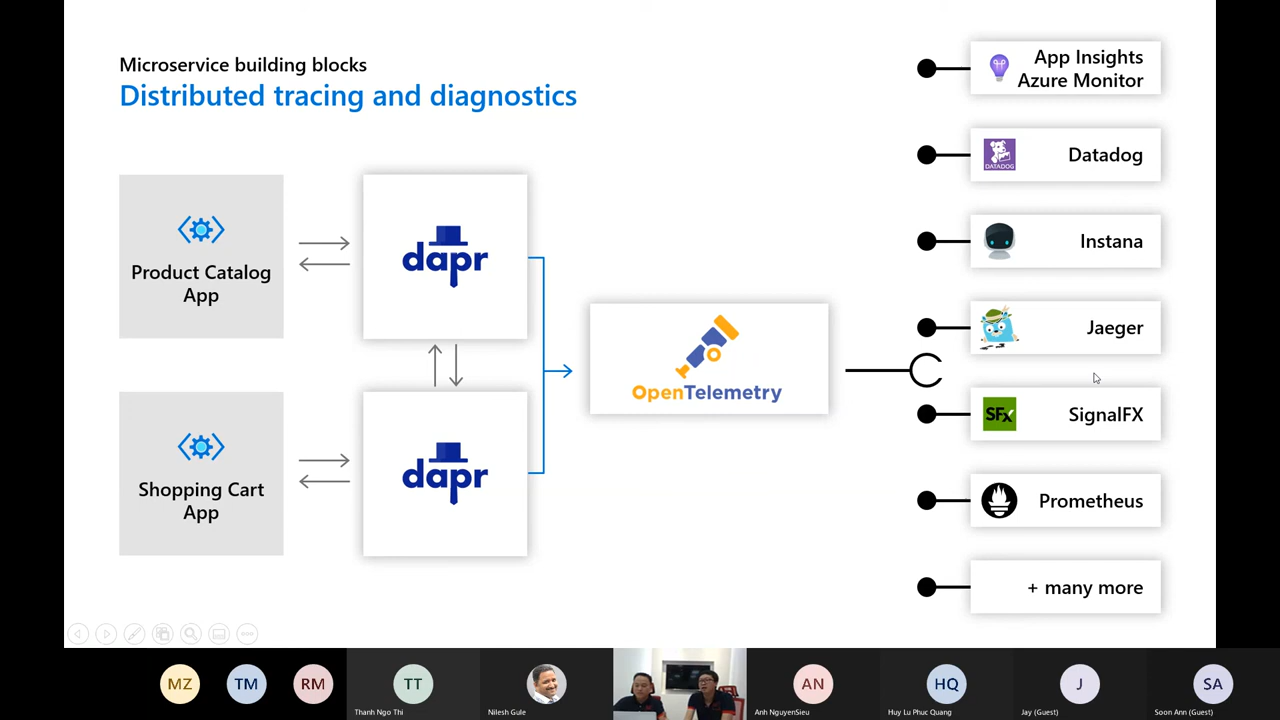 Microservice building blocks
Distributed tracing and diagnostics
Product Catalog
App
dapr
Shopping Cart
App
dapr
OpenTelemetry
App Insights
Azure Monitor
DATADOG
Datadog
Instana
Jaeger
SFx
SignalFX
Prometheus
+ many more
MZ
TM
RM
TT
Thanh Ngo Thi
Nilesh Gule
AN
Anh NguyenSieu
HQ
Huy Lu Phuc Quang
J
Jay (Guest)
SA
Soon Ann (Guest)